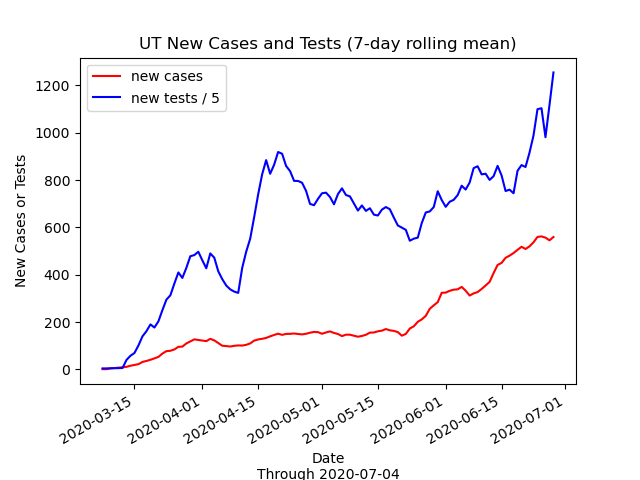 UT New Cases and Tests (7-day rolling mean)
new cases
new tests / 5
New Cases or Tests
1200
1000
800
600
400
200
0
2020-03-15
2020-04-01
2020-04-15
2020-05-01
2020-05-15
2020-06-01
2020-06-15
2020-07-01
Date
Through 2020-07-04